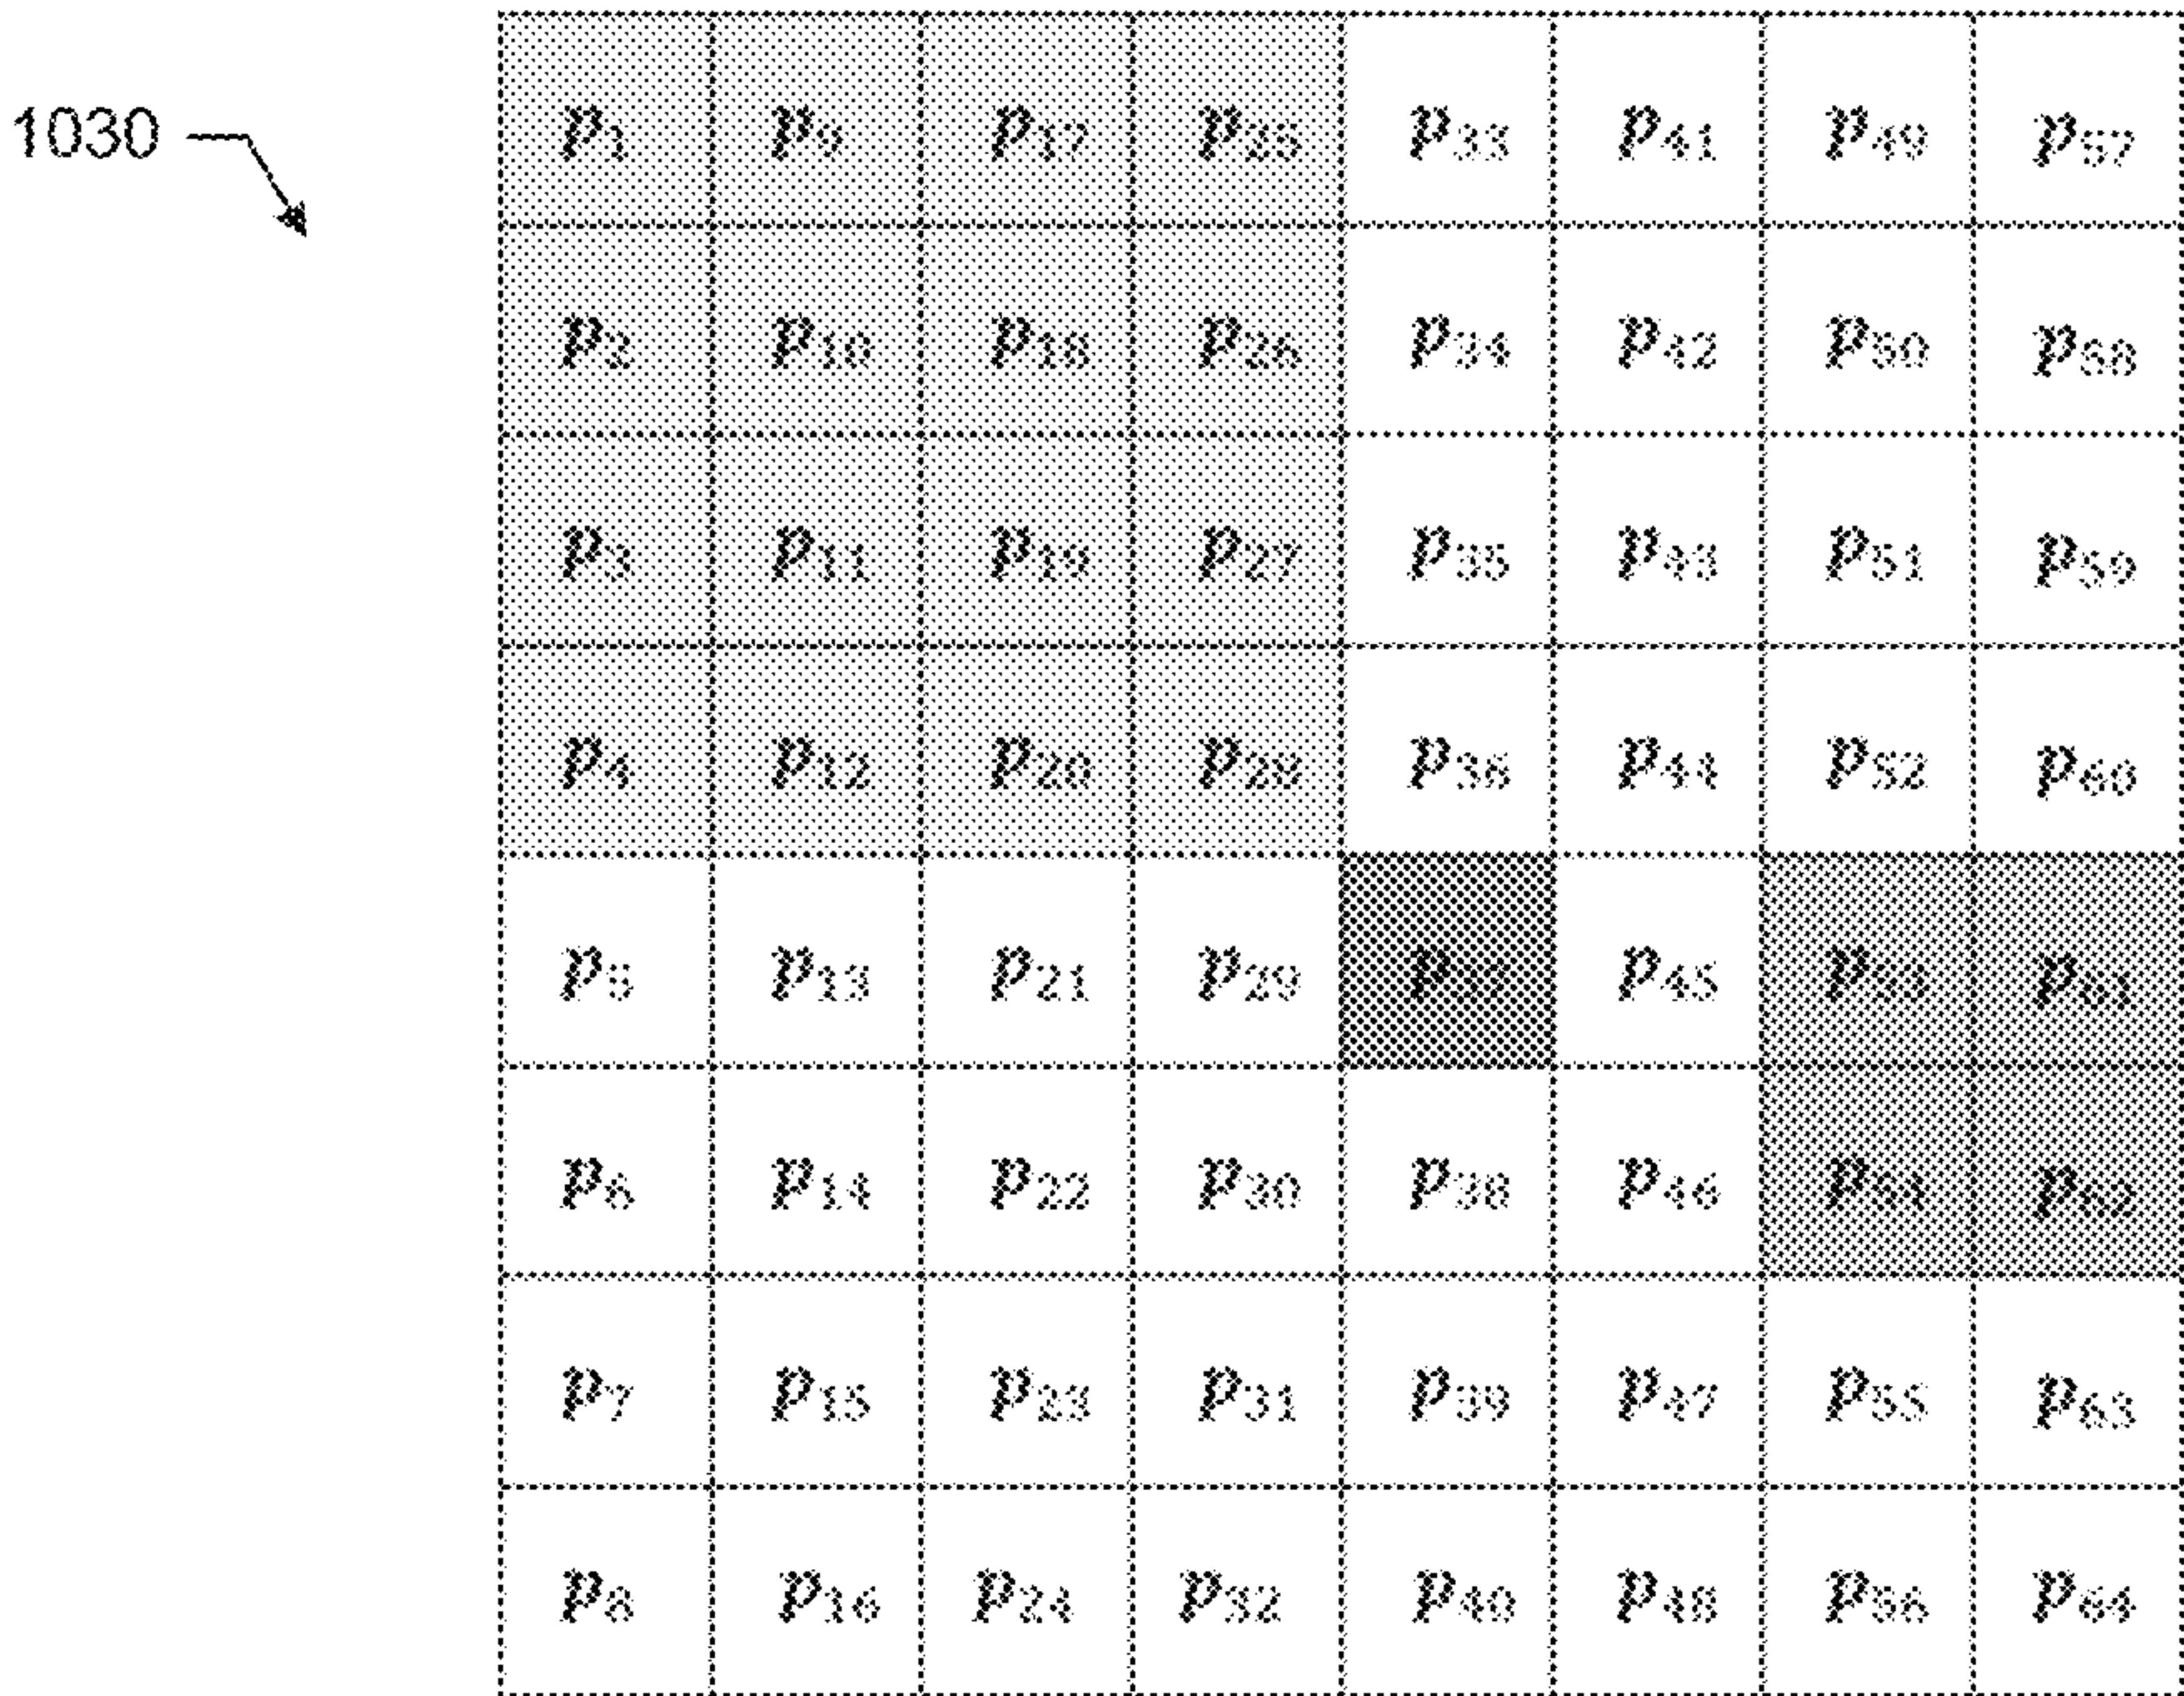 1030
p₁ p₉ p₁₇ p₂₅ p₃₃ p₄₁ p₄₉ p₅₇
p₂ p₁₀ p₁₈ p₂₆ p₃₄ p₄₂ p₅₀ p₅₈
p₃ p₁₁ p₁₉ p₂₇ p₃₅ p₄₃ p₅₁ p₅₉
p₄ p₁₂ p₂₀ p₂₈ p₃₆ p₄₄ p₅₂ p₆₀
p₅ p₁₃ p₂₁ p₂₉ p₄₅ p₅₃ p₆₁
p₆ p₁₄ p₂₂ p₃₀ p₃₈ p₄₆ p₅₄ p₆₂
p₇ p₁₅ p₂₃ p₃₁ p₃₉ p₄₇ p₅₅ p₆₃
p₈ p₁₆ p₂₄ p₃₂ p₄₀ p₄₈ p₅₆ p₆₄